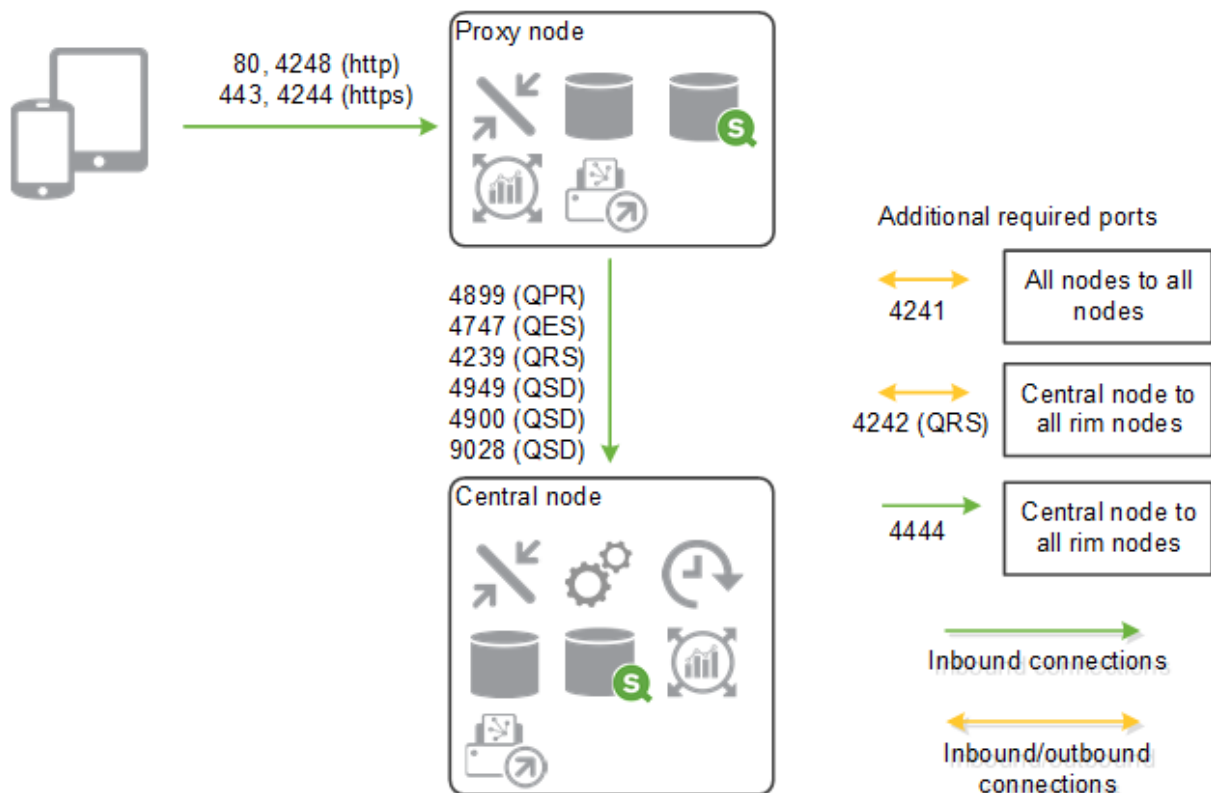 Proxy node
80, 4248 (http)
443, 4244 (https)
S
4899 (QPR)
4747 (QES)
4239 (QRS)
4949 (QSD)
4900 (QSD)
9028 (QSD)
Central node
S
Additional required ports
4241
All nodes to all
nodes
4242 (QRS)
Central node to
all rim nodes
4444
Central node to
all rim nodes
Inbound connections
Inbound/outbound
connections